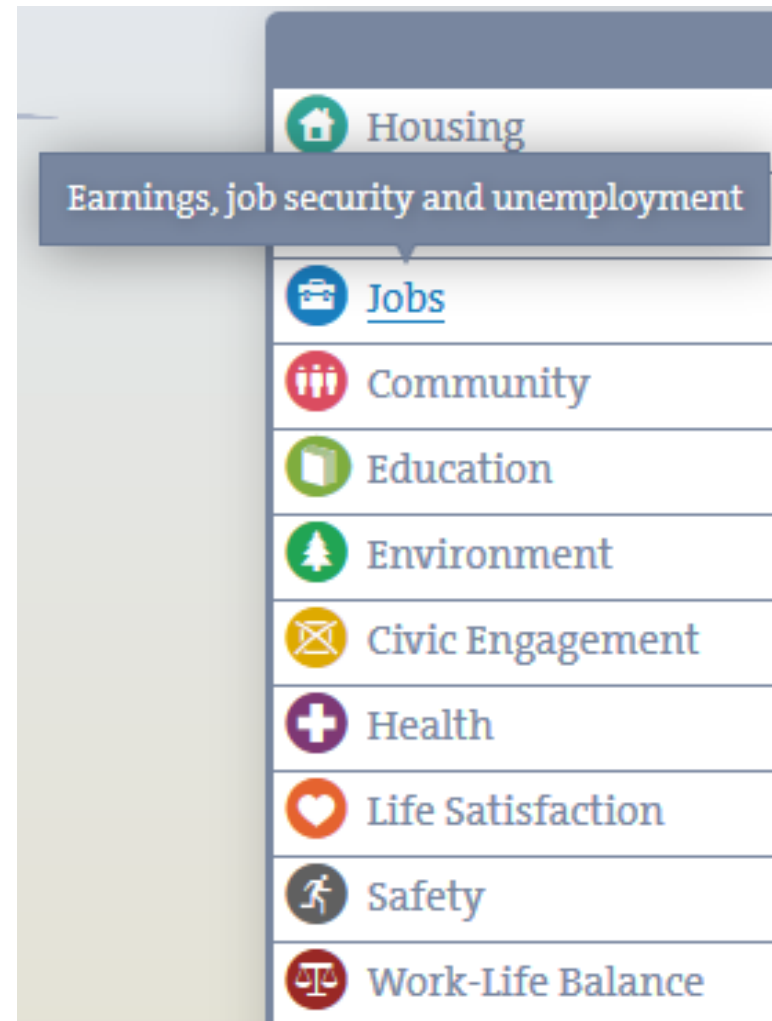 Housing
Earnings, job security and unemployment
Jobs
Community
Education
Environment
Civic Engagement
Health
Life Satisfaction
Safety
Work-Life Balance